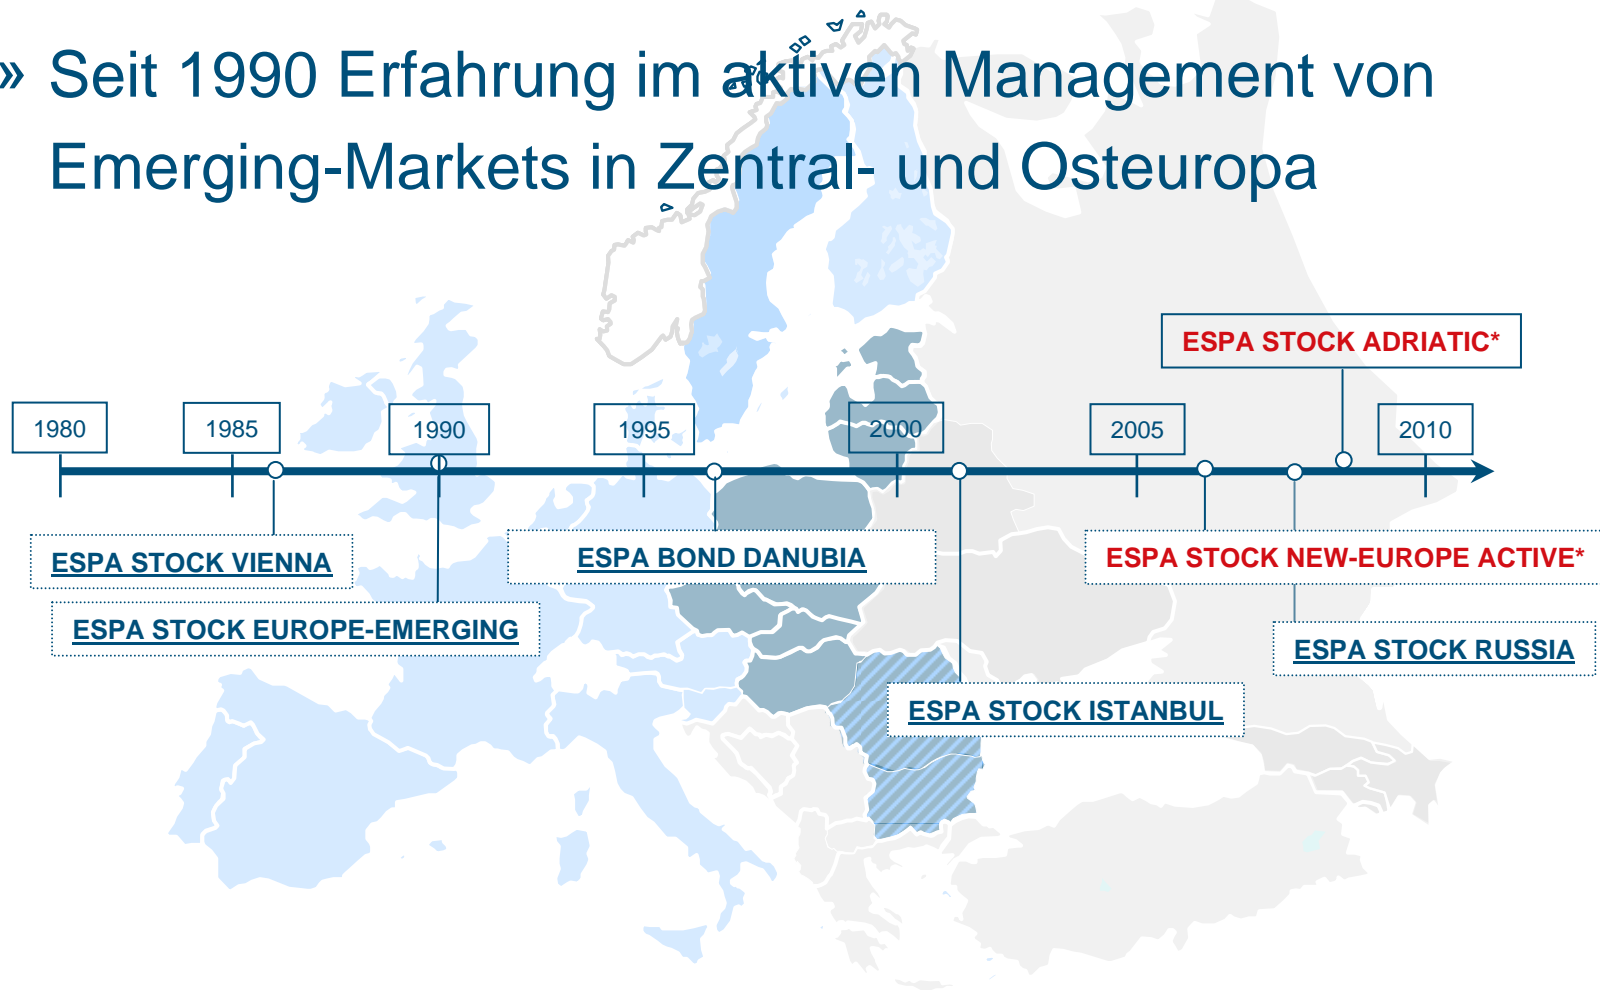 » Seit 1990 Erfahrung im aktiven Management von
Emerging-Markets in Zentral- und Osteuropa
ESPA STOCK ADRIATIC*
1980
1985
1990
1995
2000
2005
2010
ESPA STOCK VIENNA
ESPA BOND DANUBIA
ESPA STOCK NEW-EUROPE ACTIVE*
ESPA STOCK EUROPE-EMERGING
ESPA STOCK RUSSIA
ESPA STOCK ISTANBUL